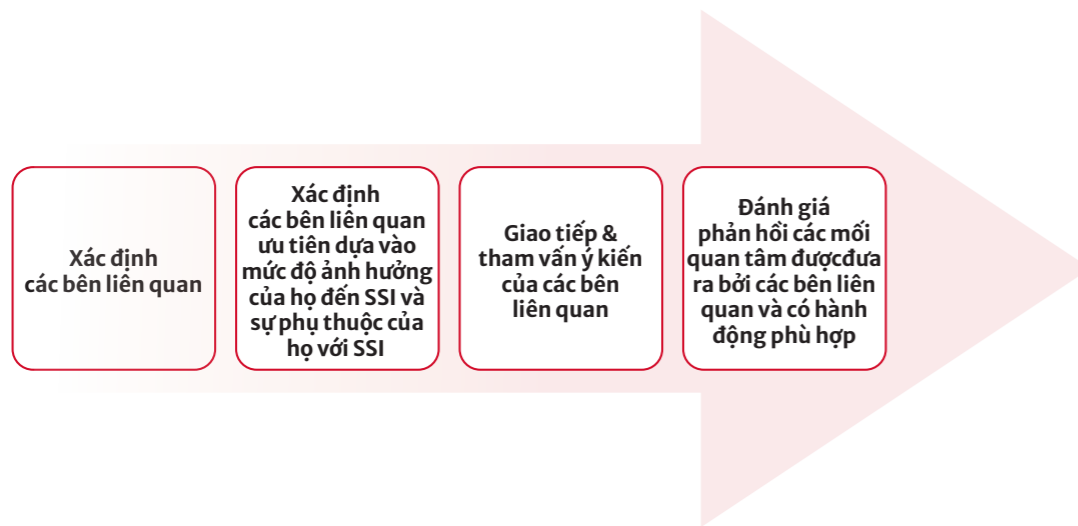 Xác định
các bên liên quan
Xác định
các bên liên quan
ưu tiên dựa vào
mức độ ảnh hưởng
của họ đến SSI và
sự phụ thuộc của
họ với SSI
Giao tiếp &
tham vấn ý kiến
của các bên
liên quan
Đánh giá
phản hồi các mối
quan tâm đượcđưa
ra bởi các bên liên
quan và có hành
động phù hợp